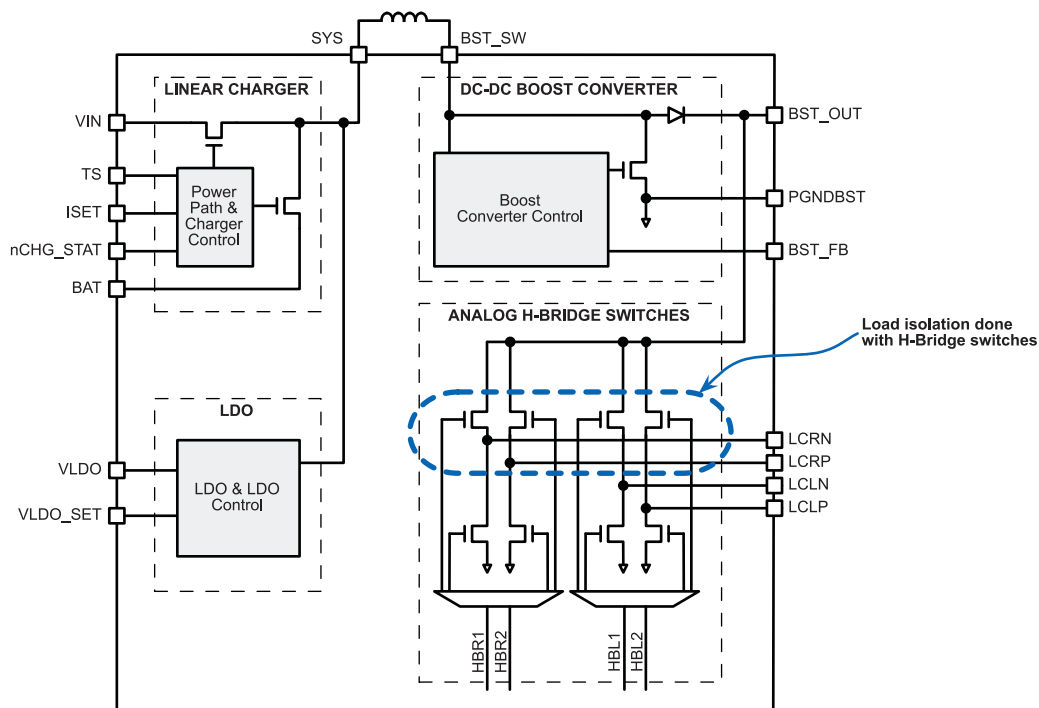 SYS
BST_SW
LINEAR CHARGER
DC-DC BOOST CONVERTER
VIN
BST_OUT
TS
Power
Path &
Charger
Control
Boost
Converter Control
PGNDBST
ISET
nCHG_STAT
BST_FB
BAT
ANALOG H-BRIDGE SWITCHES
Load isolation done
with H-Bridge switches
LDO
LCRN
VLDO
LCRP
LDO & LDO
Control
LCLN
VLDO_SET
LCLP
HBR1
HBR2
HBL1
HBL2